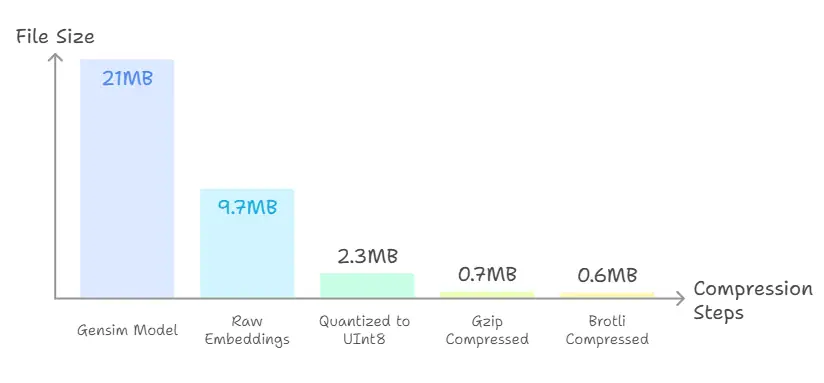 File Size
21MB
9.7MB
2.3MB
0.7MB
0.6MB
Compression
Steps
Gensim Model
Raw
Embeddings
Quantized to
UInt8
Gzip
Compressed
Brotli
Compressed